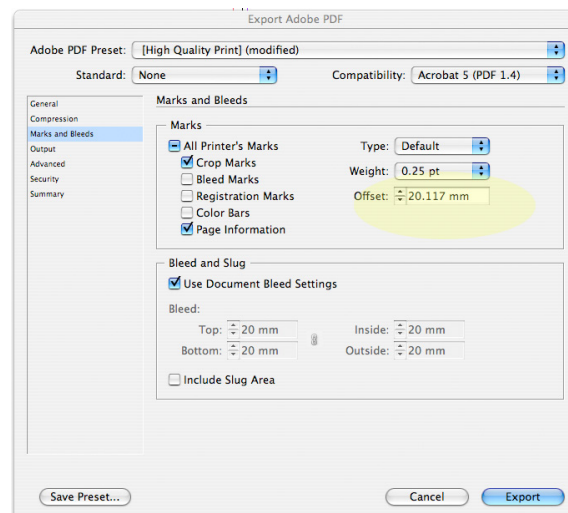 Export Adobe PDF
Adobe PDF Preset: [High Quality Print] (modified)
Standard: None Compatibility: Acrobat 5 (PDF 1.4)
General
Compression
Marks and Bleeds
Output
Advanced
Security
Summary
Marks and Bleeds
Marks
All Printer's Marks
Crop Marks
Bleed Marks
Registration Marks
Color Bars
Page Information
Type: Default
Weight: 0.25 pt
Offset: 20.117 mm
Bleed and Slug
Use Document Bleed Settings
Bleed:
Top: 20 mm Inside: 20 mm
Bottom: 20 mm Outside: 20 mm
Include Slug Area
Save Preset... Cancel Export